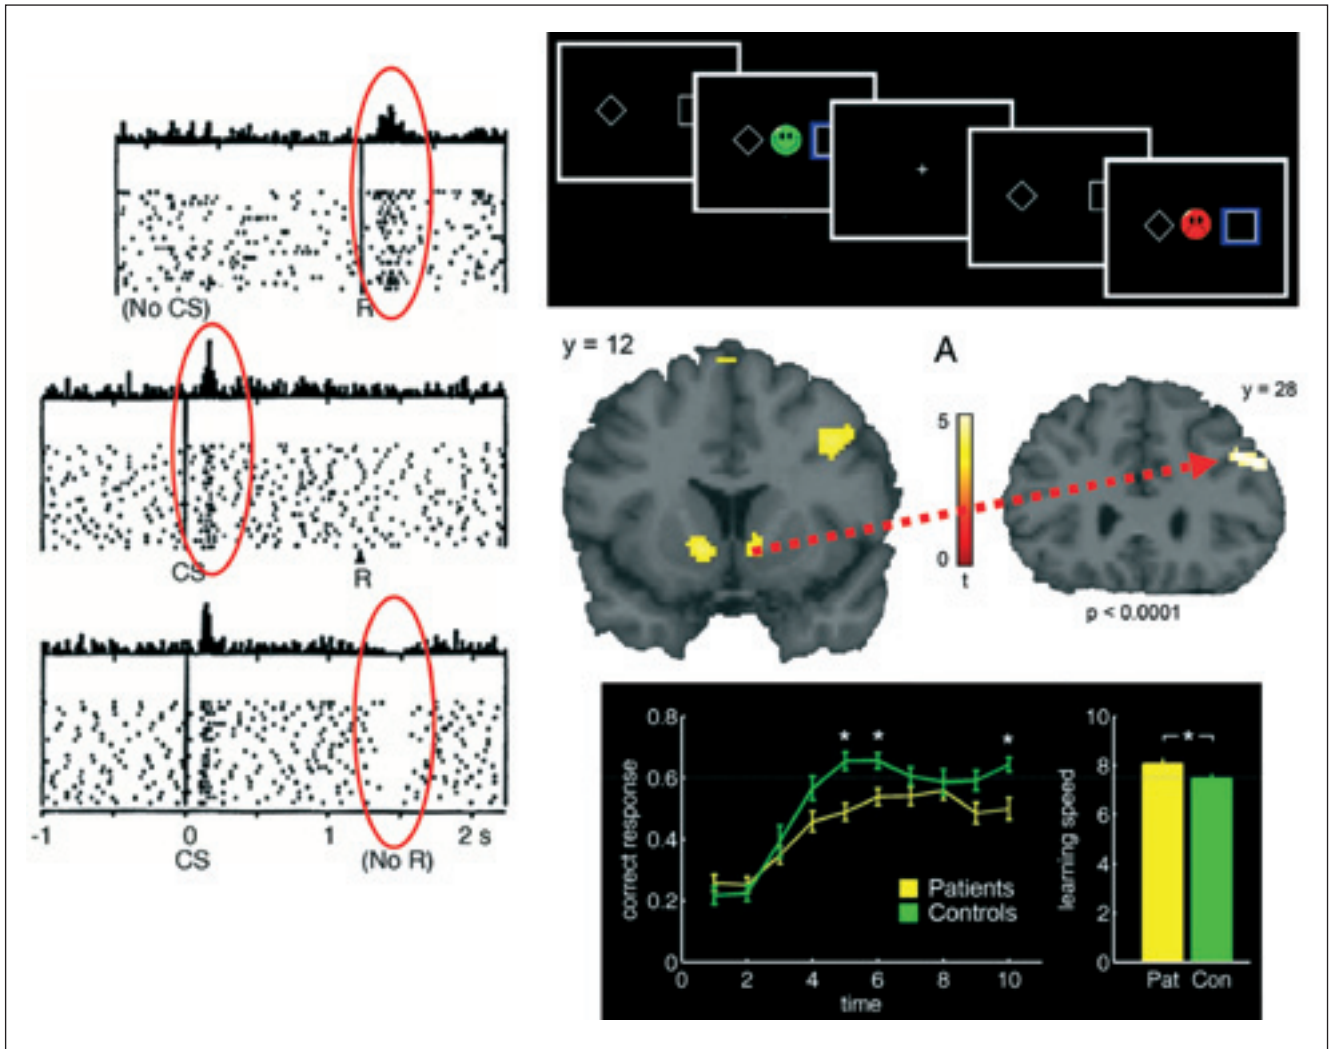 (No CS)
R
CS
R
-1
0
1
2 s
CS
(No R)
y = 12
A
y = 28
5
0
t
p < 0.0001
0.8
0.6
0.4
0.2
0
0
2
4
6
8
10
correct response
time
* * *
Patients
Controls
10
8
6
4
2
0
learning speed
*
Pat Con